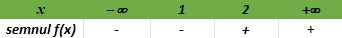 x -∞ 1 2 +∞
semnul f(x) - - + +